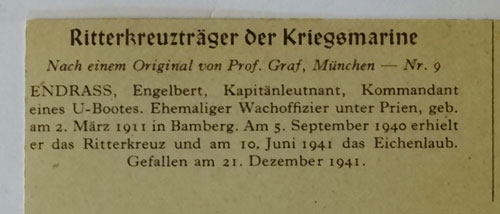 Ritterkreuzträger der Kriegsmarine
Nach einem Original von Prof. Graf, München — Nr. 9
ENDRASS, Engelbert, Kapitänleutnant, Kommandant
eines U-Bootes. Ehemaliger Wachoffizier unter Prien, geb.
am 2. März 1911 in Bamberg. Am 5. September 1940 erhielt
er das Ritterkreuz und am 10. Juni 1941 das Eichenlaub.
Gefallen am 21. Dezember 1941.